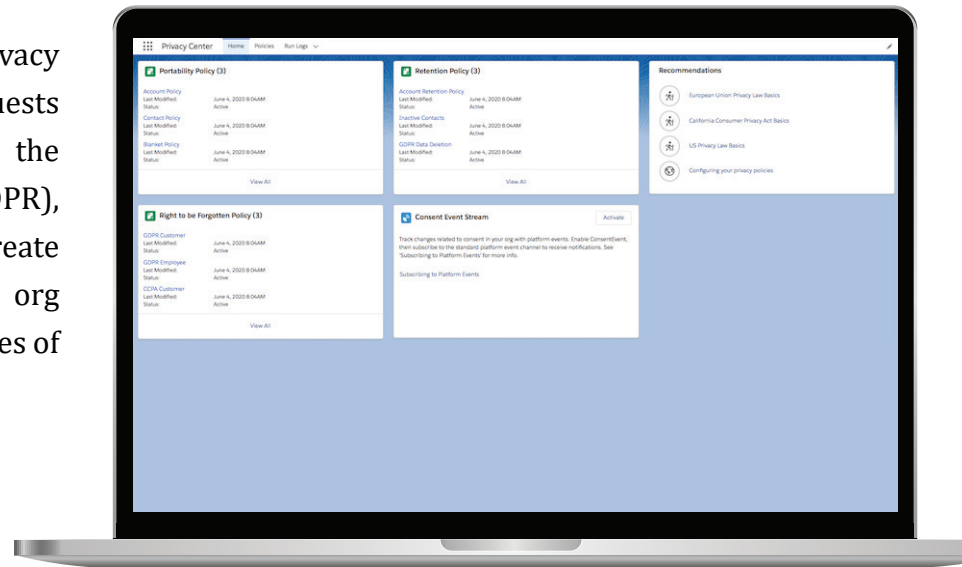 ivacy
uests
the
DPR),
reate
org
es of
Privacy Center Home Policies Run Logs
Portability Policy (3)
Account Policy
Last Modified: June 4, 2020 8:04AM
Status: Active
Contact Policy
Last Modified: June 4, 2020 8:04AM
Status: Active
Blanket Policy
Last Modified: June 4, 2020 8:04AM
Status: Active
View All
Retention Policy (3)
Account Retention Policy
Last Modified: June 4, 2020 8:04AM
Status: Active
Inactive Contacts
Last Modified: June 4, 2020 8:04AM
Status: Active
GDPR Data Deletion
Last Modified: June 4, 2020 8:04AM
Status: Active
View All
Recommendations
European Union Privacy Law Basics
California Consumer Privacy Act Basics
US Privacy Law Basics
Configuring your privacy policies
Right to be Forgotten Policy (3)
GDPR Customer
Last Modified: June 4, 2020 8:04AM
Status: Active
GDPR Employee
Last Modified: June 4, 2020 8:04AM
Status: Active
CCPA Customer
Last Modified: June 4, 2020 8:04AM
Status: Active
View All
Consent Event Stream Activate
Track changes related to consent in your org with platform events. Enable ConsentEvent,
then subscribe to the standard platform event channel to receive notifications. See
'Subscribing to Platform Events' for more info.
Subscribing to Platform Events